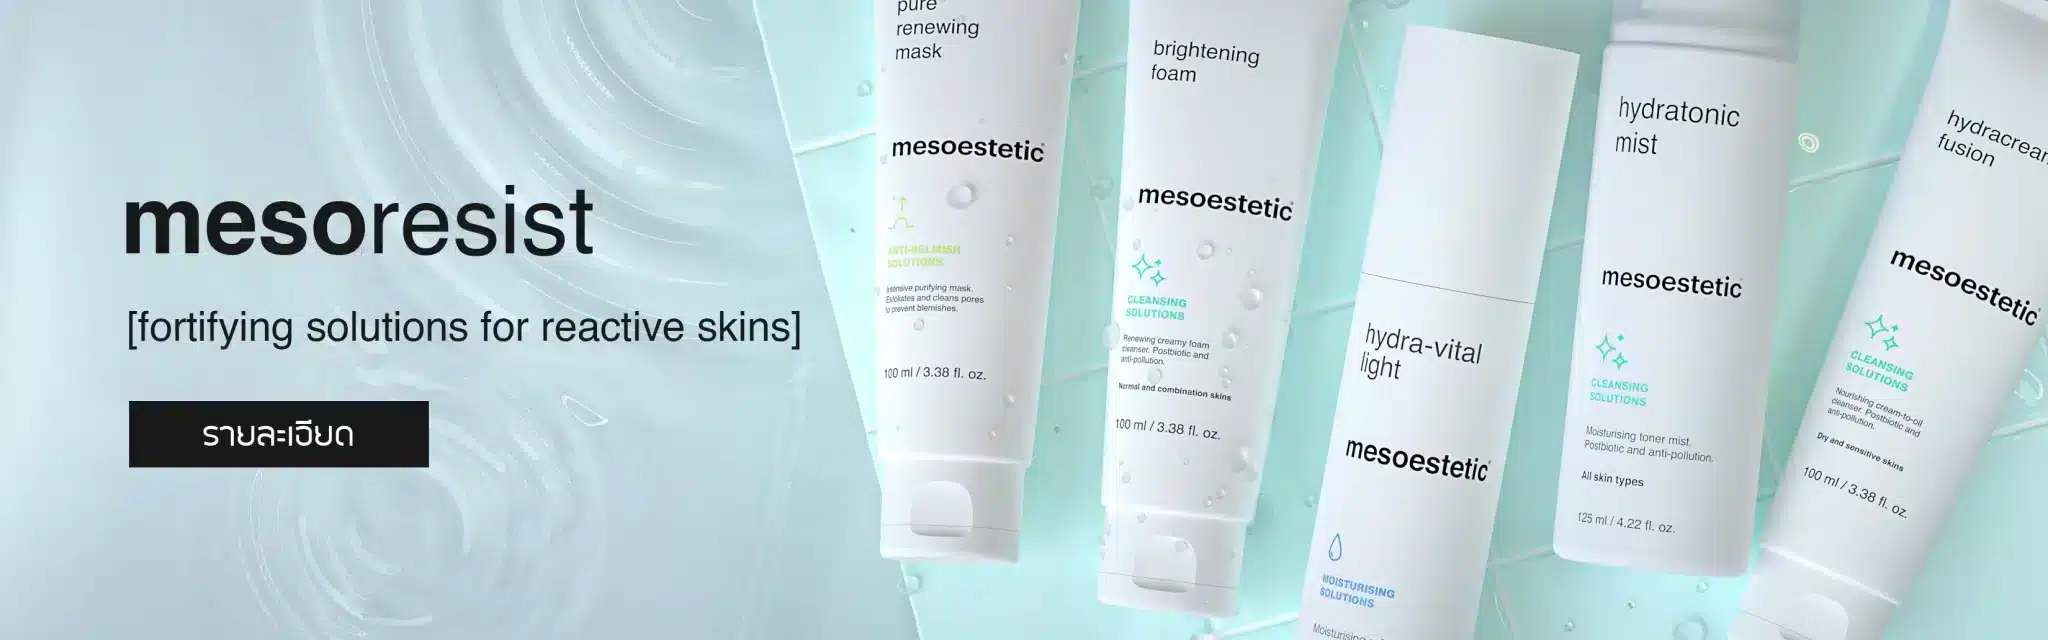 mesoresist
[fortifying solutions for reactive skins]
รายละเอียด
pure
renewing
mask
mesoestetic
ANTI-BLEMISH
SOLUTIONS
Intensive purifying mask.
Exfoliates and cleans pores
to prevent blemishes.
100 ml / 3.38 fl. oz.
brightening
foam
mesoestetic
CLEANSING
SOLUTIONS
Renewing creamy foam
cleanser. Postbiotic and
anti-pollution.
Normal and combination skins
100 ml / 3.38 fl. oz.
hydra-vital
light
mesoestetic
MOISTURISING
SOLUTIONS
Moisturising
hydratonic
mist
mesoestetic
CLEANSING
SOLUTIONS
Moisturising toner mist.
Postbiotic and anti-pollution.
All skin types
125 ml / 4.22 fl. oz.
hydracream
fusion
mesoestetic
CLEANSING
SOLUTIONS
Nourishing cream-to-oil
cleanser. Postbiotic and
anti-pollution.
Dry and sensitive skins
100 ml / 3.38 fl. oz.